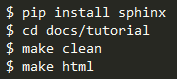 $ pip install sphinx
$ cd docs/tutorial
$ make clean
$ make html